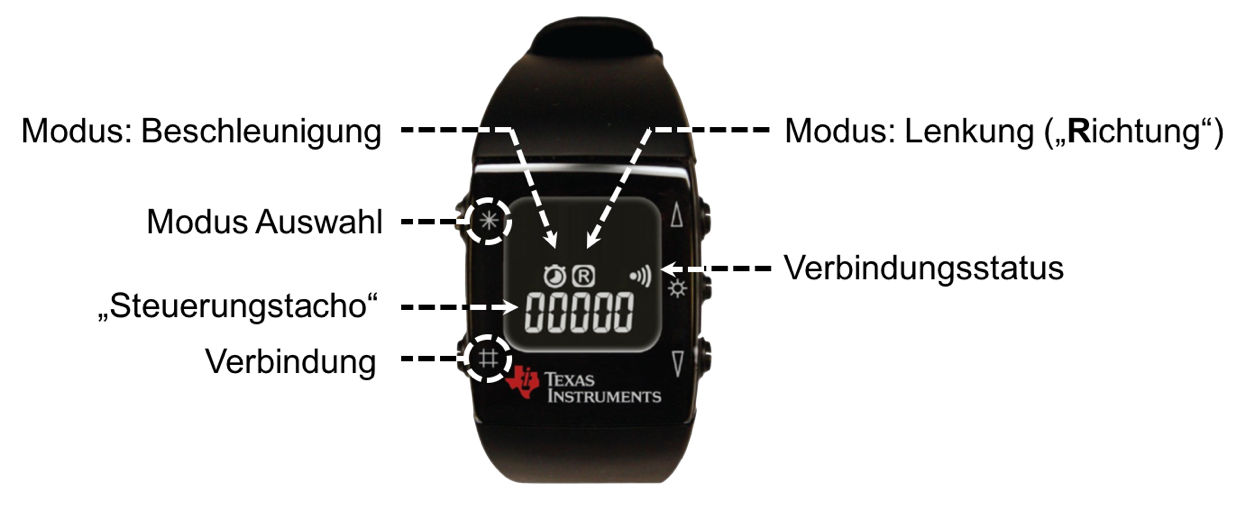 Modus: Beschleunigung
Modus: Lenkung („Richtung“)
Modus Auswahl
Verbindungsstatus
„Steuerungstacho“
Verbindung
R
00000
#
TEXAS
INSTRUMENTS